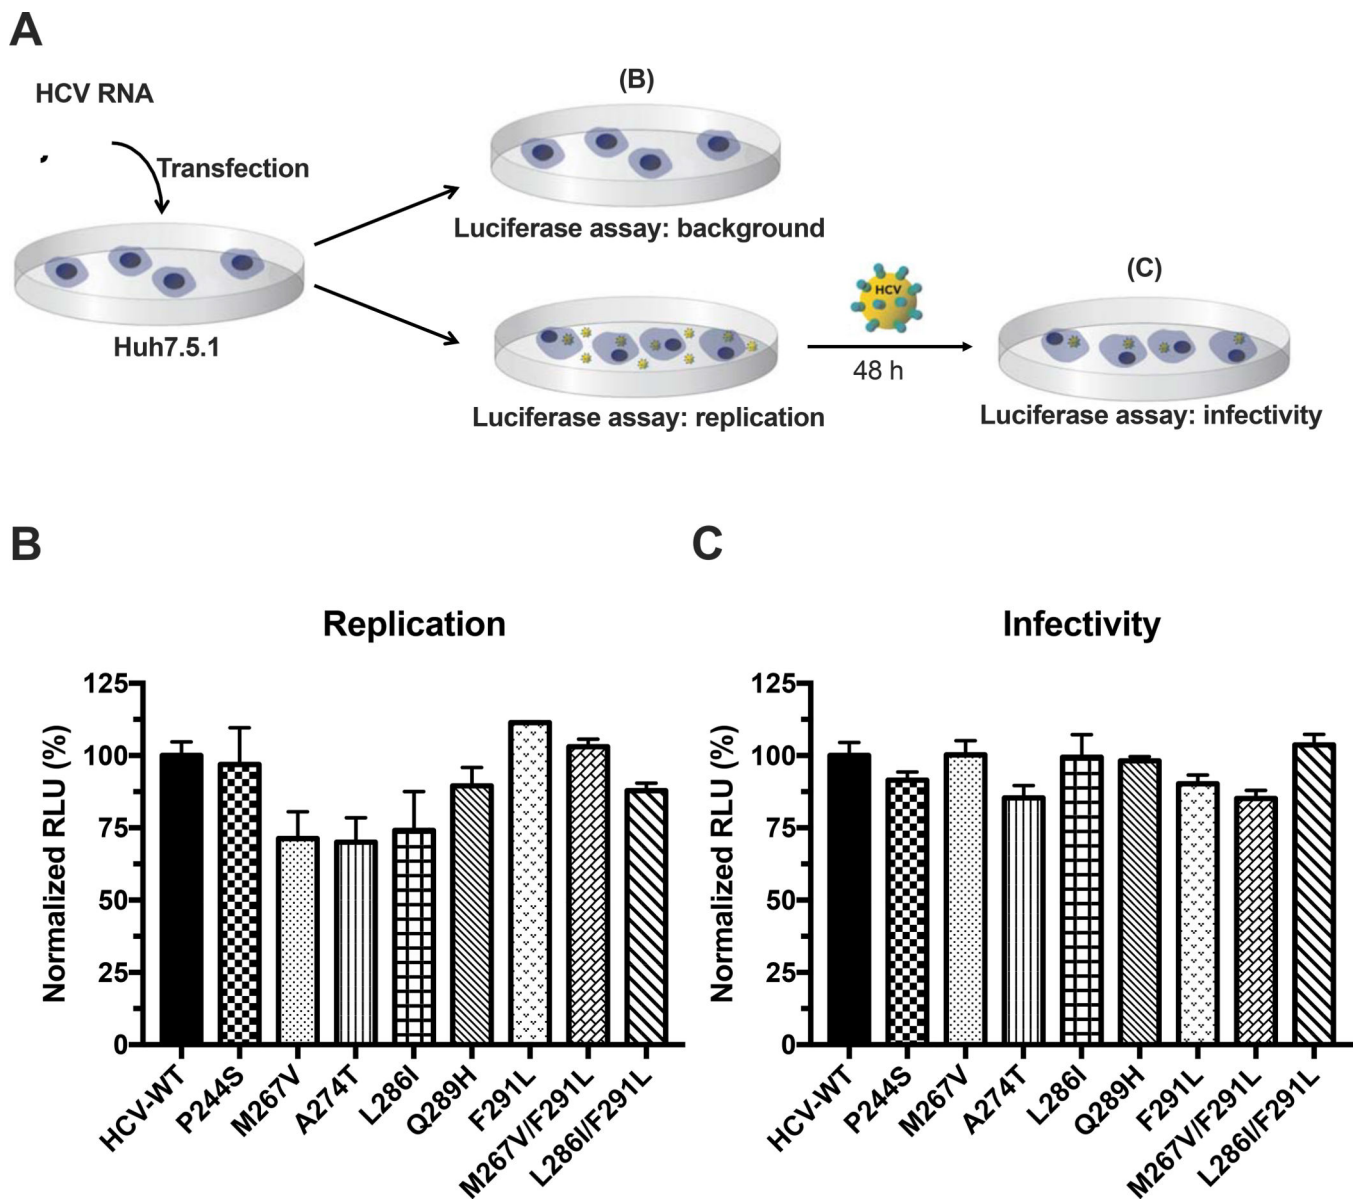 A
HCV RNA
Transfection
Huh7.5.1
(B)
Luciferase assay: background
Luciferase assay: replication
HCV
48 h
(C)
Luciferase assay: infectivity
B
Replication
Normalized RLU (%)
125
100
75
50
25
0
HCV-WT
P244S
M267V
A274T
L286I
Q289H
F291L
M267V/F291L
L286I/F291L
C
Infectivity
Normalized RLU (%)
125
100
75
50
25
0
HCV-WT
P244S
M267V
A274T
L286I
Q289H
F291L
M267V/F291L
L286I/F291L